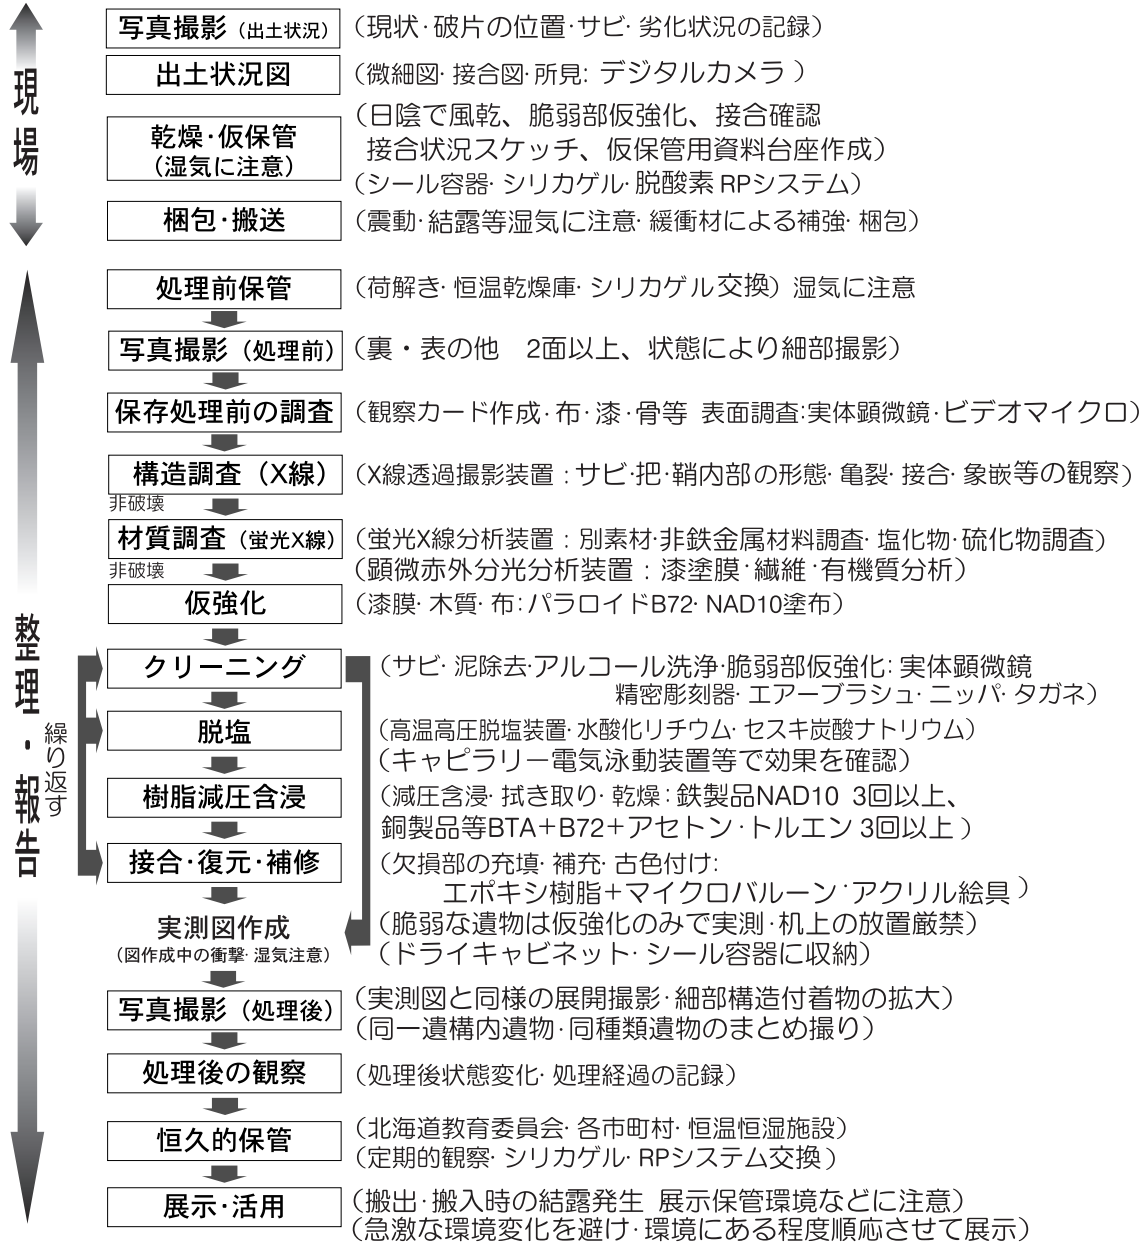 現場
写真撮影（出土状況）（現状・破片の位置・サビ・劣化状況の記録）
出土状況図（微細図・接合図・所見: デジタルカメラ）
乾燥・仮保管
（湿気に注意）
（日陰で風乾、脆弱部仮強化、接合確認
接合状況スケッチ、仮保管用資料台座作成）
（シール容器・シリカゲル・脱酸素 RPシステム）
梱包・搬送（震動・結露等湿気に注意・緩衝材による補強・梱包）
整理・報告
処理前保管（荷解き・恒温乾燥庫・シリカゲル交換）湿気に注意
写真撮影（処理前）（裏・表の他　2面以上、状態により細部撮影）
保存処理前の調査（観察カード作成・布・漆・骨等 表面調査:実体顕微鏡・ビデオマイクロ）
構造調査（X線）（X線透過撮影装置 : サビ・把・鞘内部の形態・亀裂・接合・象嵌等の観察）
非破壊
材質調査（蛍光X線）（蛍光X線分析装置 : 別素材・非鉄金属材料調査・塩化物・硫化物調査）
非破壊
（顕微赤外分光分析装置 : 漆塗膜・繊維・有機質分析）
仮強化（漆膜・木質・布: パラロイドB72・NAD10塗布）
クリーニング（サビ・泥除去・アルコール洗浄・脆弱部仮強化: 実体顕微鏡
精密彫刻器・エアーブラシュ・ニッパ・タガネ）
繰り返す
脱塩（高温高圧脱塩装置・水酸化リチウム・セスキ炭酸ナトリウム）
（キャピラリー電気泳動装置等で効果を確認）
樹脂減圧含浸（減圧含浸・拭き取り・乾燥 : 鉄製品NAD10 3回以上、
銅製品等BTA＋B72＋アセトン・トルエン 3回以上）
接合・復元・補修（欠損部の充填・補充・古色付け:
エポキシ樹脂＋マイクロバルーン・アクリル絵具）
実測図作成（脆弱な遺物は仮強化のみで実測・机上の放置厳禁）
（図作成中の衝撃・湿気注意）（ドライキャビネット・シール容器に収納）
写真撮影（処理後）（実測図と同様の展開撮影・細部構造付着物の拡大）
（同一遺構内遺物・同種類遺物のまとめ撮り）
処理後の観察（処理後状態変化・処理経過の記録）
恒久的保管（北海道教育委員会・各市町村・恒温恒湿施設）
（定期的観察・シリカゲル・RPシステム交換）
展示・活用（搬出・搬入時の結露発生 展示保管環境などに注意）
（急激な環境変化を避け・環境にある程度順応させて展示）